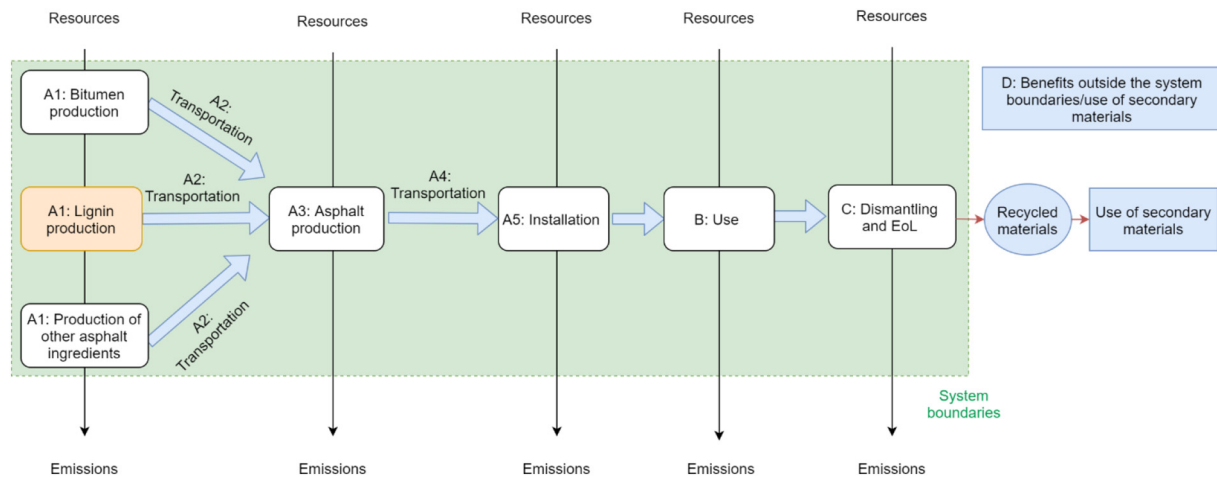 Resources
Resources
Resources
Resources
Resources
A1: Bitumen
production
A2:
Transportation
D: Benefits outside the system
boundaries/use of secondary
materials
A1: Lignin
production
A2:
Transportation
A3: Asphalt
production
A4:
Transportation
A5: Installation
B: Use
C: Dismantling
and EoL
Recycled
materials
Use of secondary
materials
A1: Production of
other asphalt
ingredients
A2:
Transportation
System
boundaries
Emissions
Emissions
Emissions
Emissions
Emissions